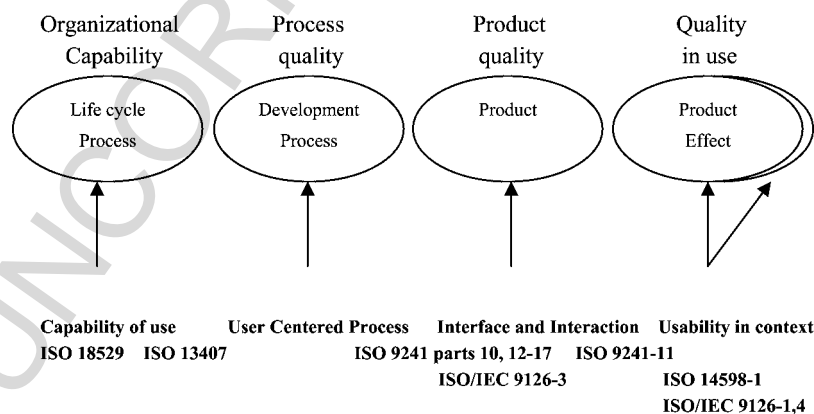 Organizational Process Product Quality
Capability quality quality in use
Life cycle Development Product Product
Process Process Effect
Capability of use User Centered Process Interface and Interaction Usability in context
ISO 18529 ISO 13407 ISO 9241 parts 10, 12-17 ISO 9241-11
ISO/IEC 9126-3 ISO 14598-1
ISO/IEC 9126-1,4
UNCOR